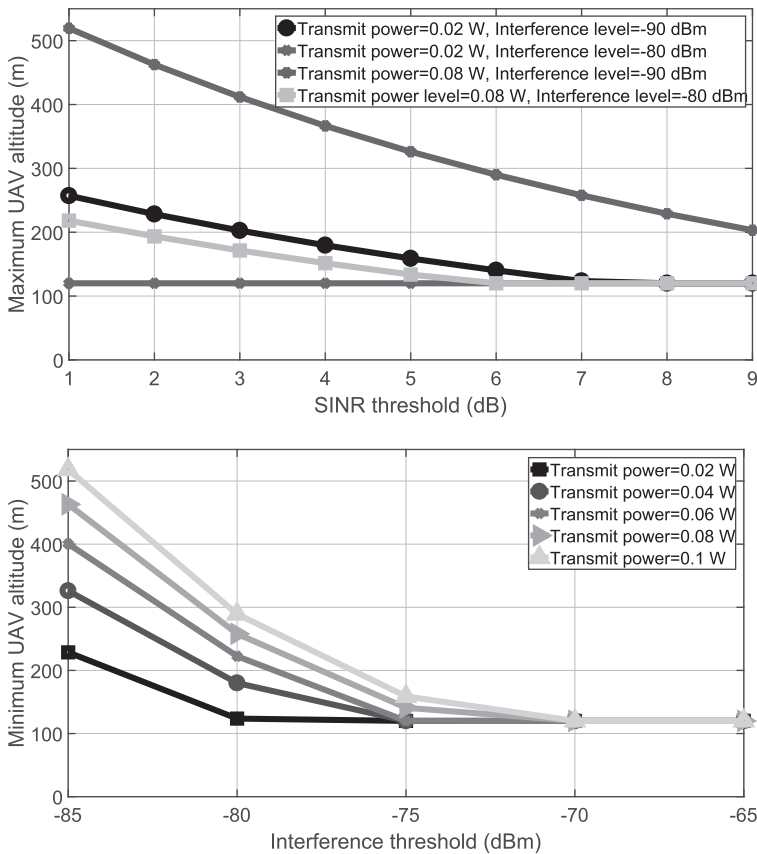 Maximum UAV altitude (m)
500
400
300
200
100
0
Transmit power=0.02 W, Interference level=-90 dBm
Transmit power=0.02 W, Interference level=-80 dBm
Transmit power=0.08 W, Interference level=-90 dBm
Transmit power level=0.08 W, Interference level=-80 dBm
1 2 3 4 5 6 7 8 9
SINR threshold (dB)
Minimum UAV altitude (m)
500
400
300
200
100
0
Transmit power=0.02 W
Transmit power=0.04 W
Transmit power=0.06 W
Transmit power=0.08 W
Transmit power=0.1 W
-85 -80 -75 -70 -65
Interference threshold (dBm)